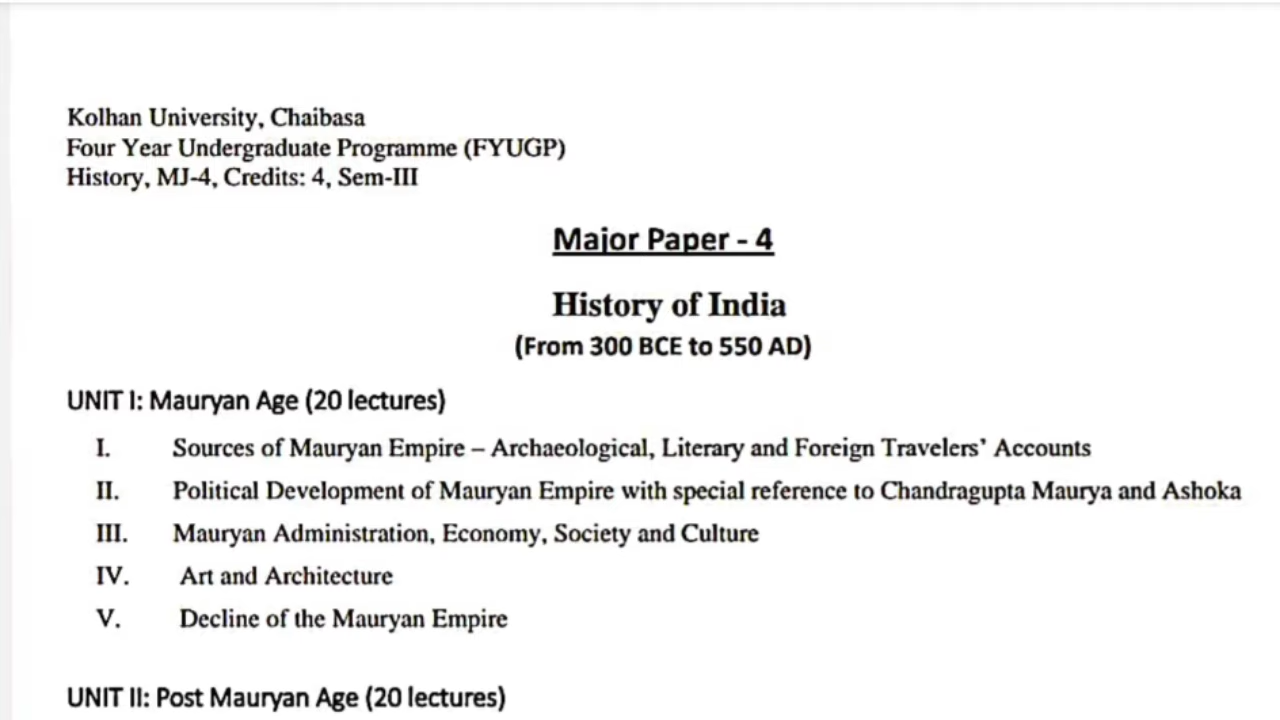 Kolhan University, Chaibasa
Four Year Undergraduate Programme (FYUGP)
History, MJ-4, Credits: 4, Sem-III
Major Paper - 4
History of India
(From 300 BCE to 550 AD)
UNIT I: Mauryan Age (20 lectures)
I. Sources of Mauryan Empire – Archaeological, Literary and Foreign Travelers’ Accounts
II. Political Development of Mauryan Empire with special reference to Chandragupta Maurya and Ashoka
III. Mauryan Administration, Economy, Society and Culture
IV. Art and Architecture
V. Decline of the Mauryan Empire
UNIT II: Post Mauryan Age (20 lectures)